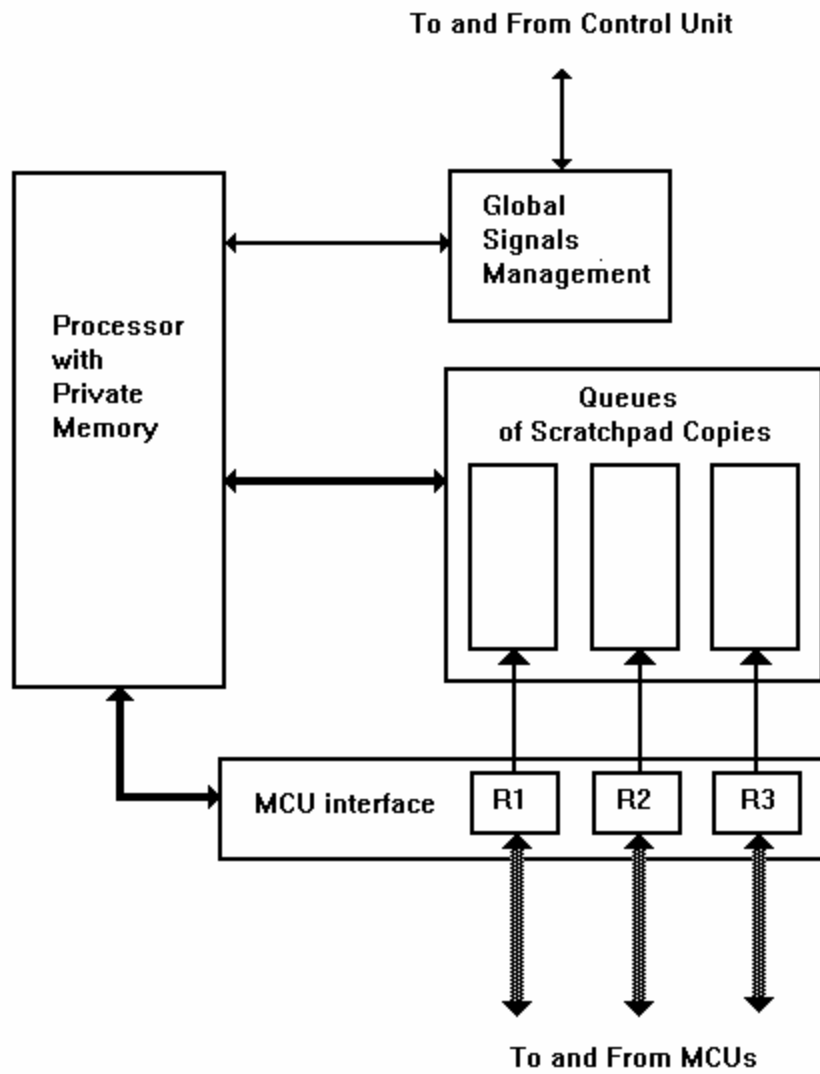 To and From Control Unit
Global
Signals
Management
Processor
with
Private
Memory
Queues
of Scratchpad Copies
MCU interface
R1
R2
R3
To and From MCUs